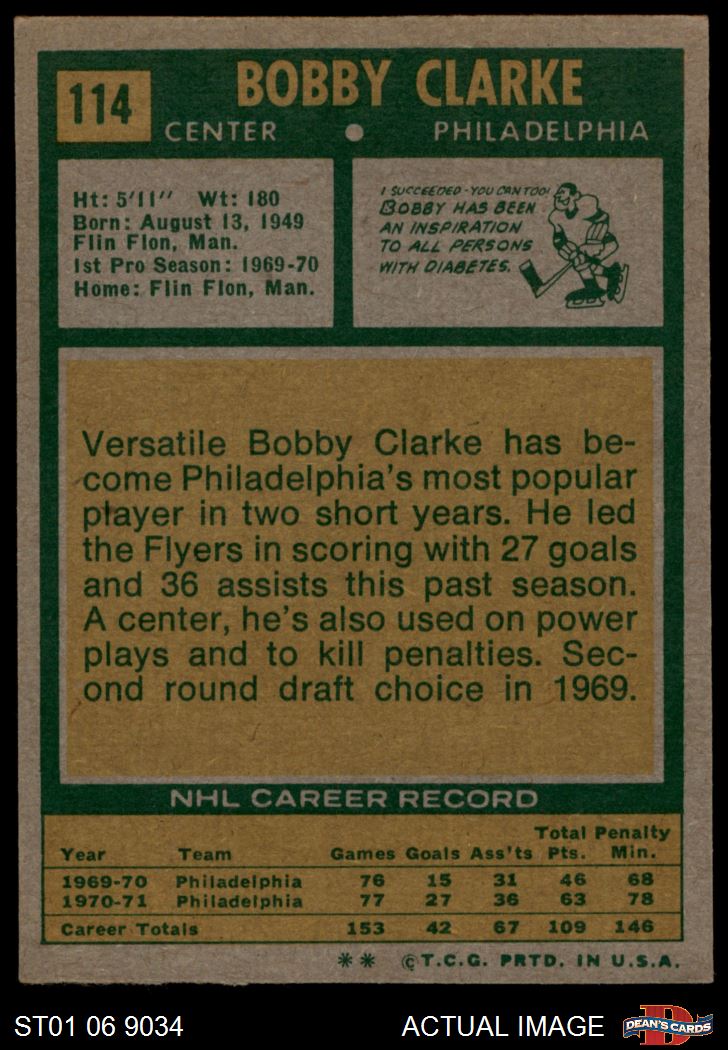 114
BOBBY CLARKE
CENTER • PHILADELPHIA
Ht: 5'11" Wt: 180
Born: August 13, 1949
Flin Flon, Man.
1st Pro Season: 1969-70
Home: Flin Flon, Man.
I SUCCEEDED - YOU CAN TOO!
BOBBY HAS BEEN
AN INSPIRATION
TO ALL PERSONS
WITH DIABETES.
Versatile Bobby Clarke has be-
come Philadelphia's most popular
player in two short years. He led
the Flyers in scoring with 27 goals
and 36 assists this past season.
A center, he's also used on power
plays and to kill penalties. Sec-
ond round draft choice in 1969.
NHL CAREER RECORD
Total Penalty
Year Team Games Goals Ass'ts Pts. Min.
1969-70 Philadelphia 76 15 31 46 68
1970-71 Philadelphia 77 27 36 63 78
Career Totals 153 42 67 109 146
** © T.C.G. PRTD. IN U.S.A.
ST01 06 9034 ACTUAL IMAGE
D
DEAN'S CARDS